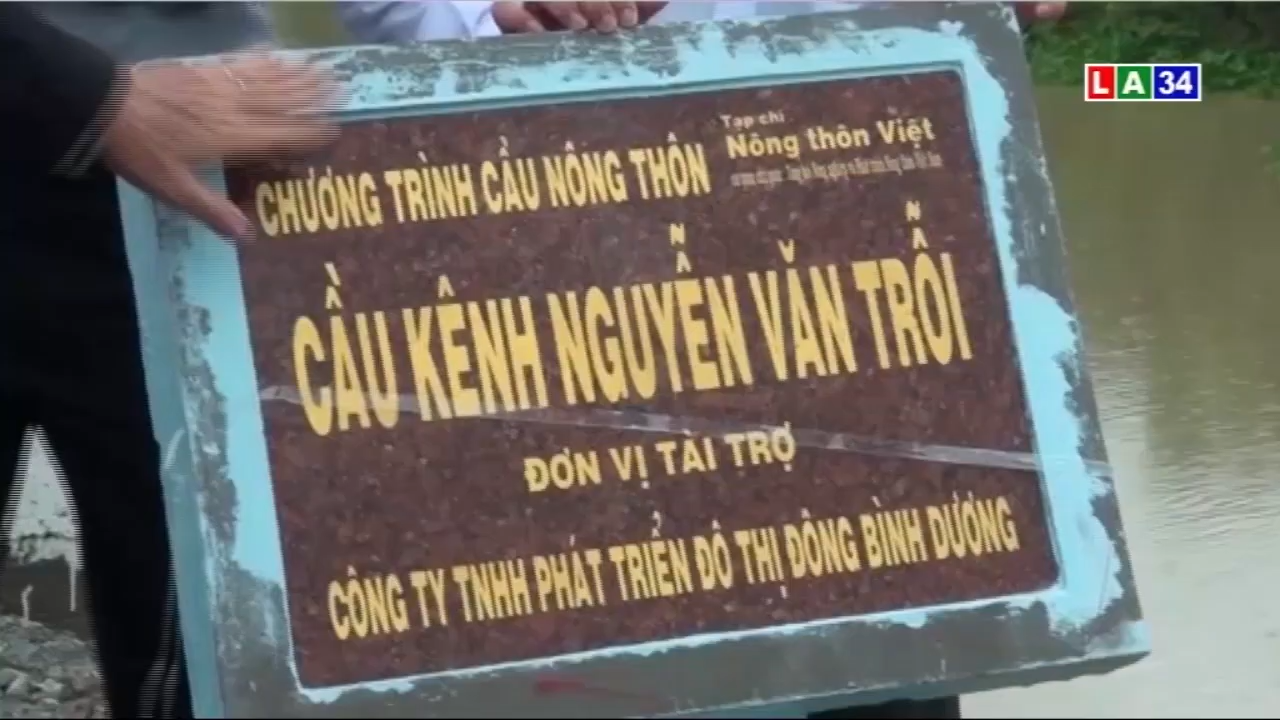 LA34
Tạp chí
Nông thôn Việt
CHƯƠNG TRÌNH CẦU NÔNG THÔN
CẦU KÊNH NGUYỄN VĂN TRỖI
ĐƠN VỊ TÀI TRỢ
CÔNG TY TNHH PHÁT TRIỂN ĐÔ THỊ ĐÔNG BÌNH DƯƠNG